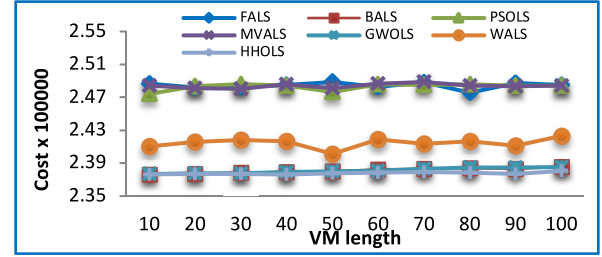 FALS BALS PSOLS
MVALS GWOLS WALS
HHOLS
2.55
2.51
2.47
2.43
2.39
2.35
Cost x 100000
10 20 30 40 50 60 70 80 90 100
VM length